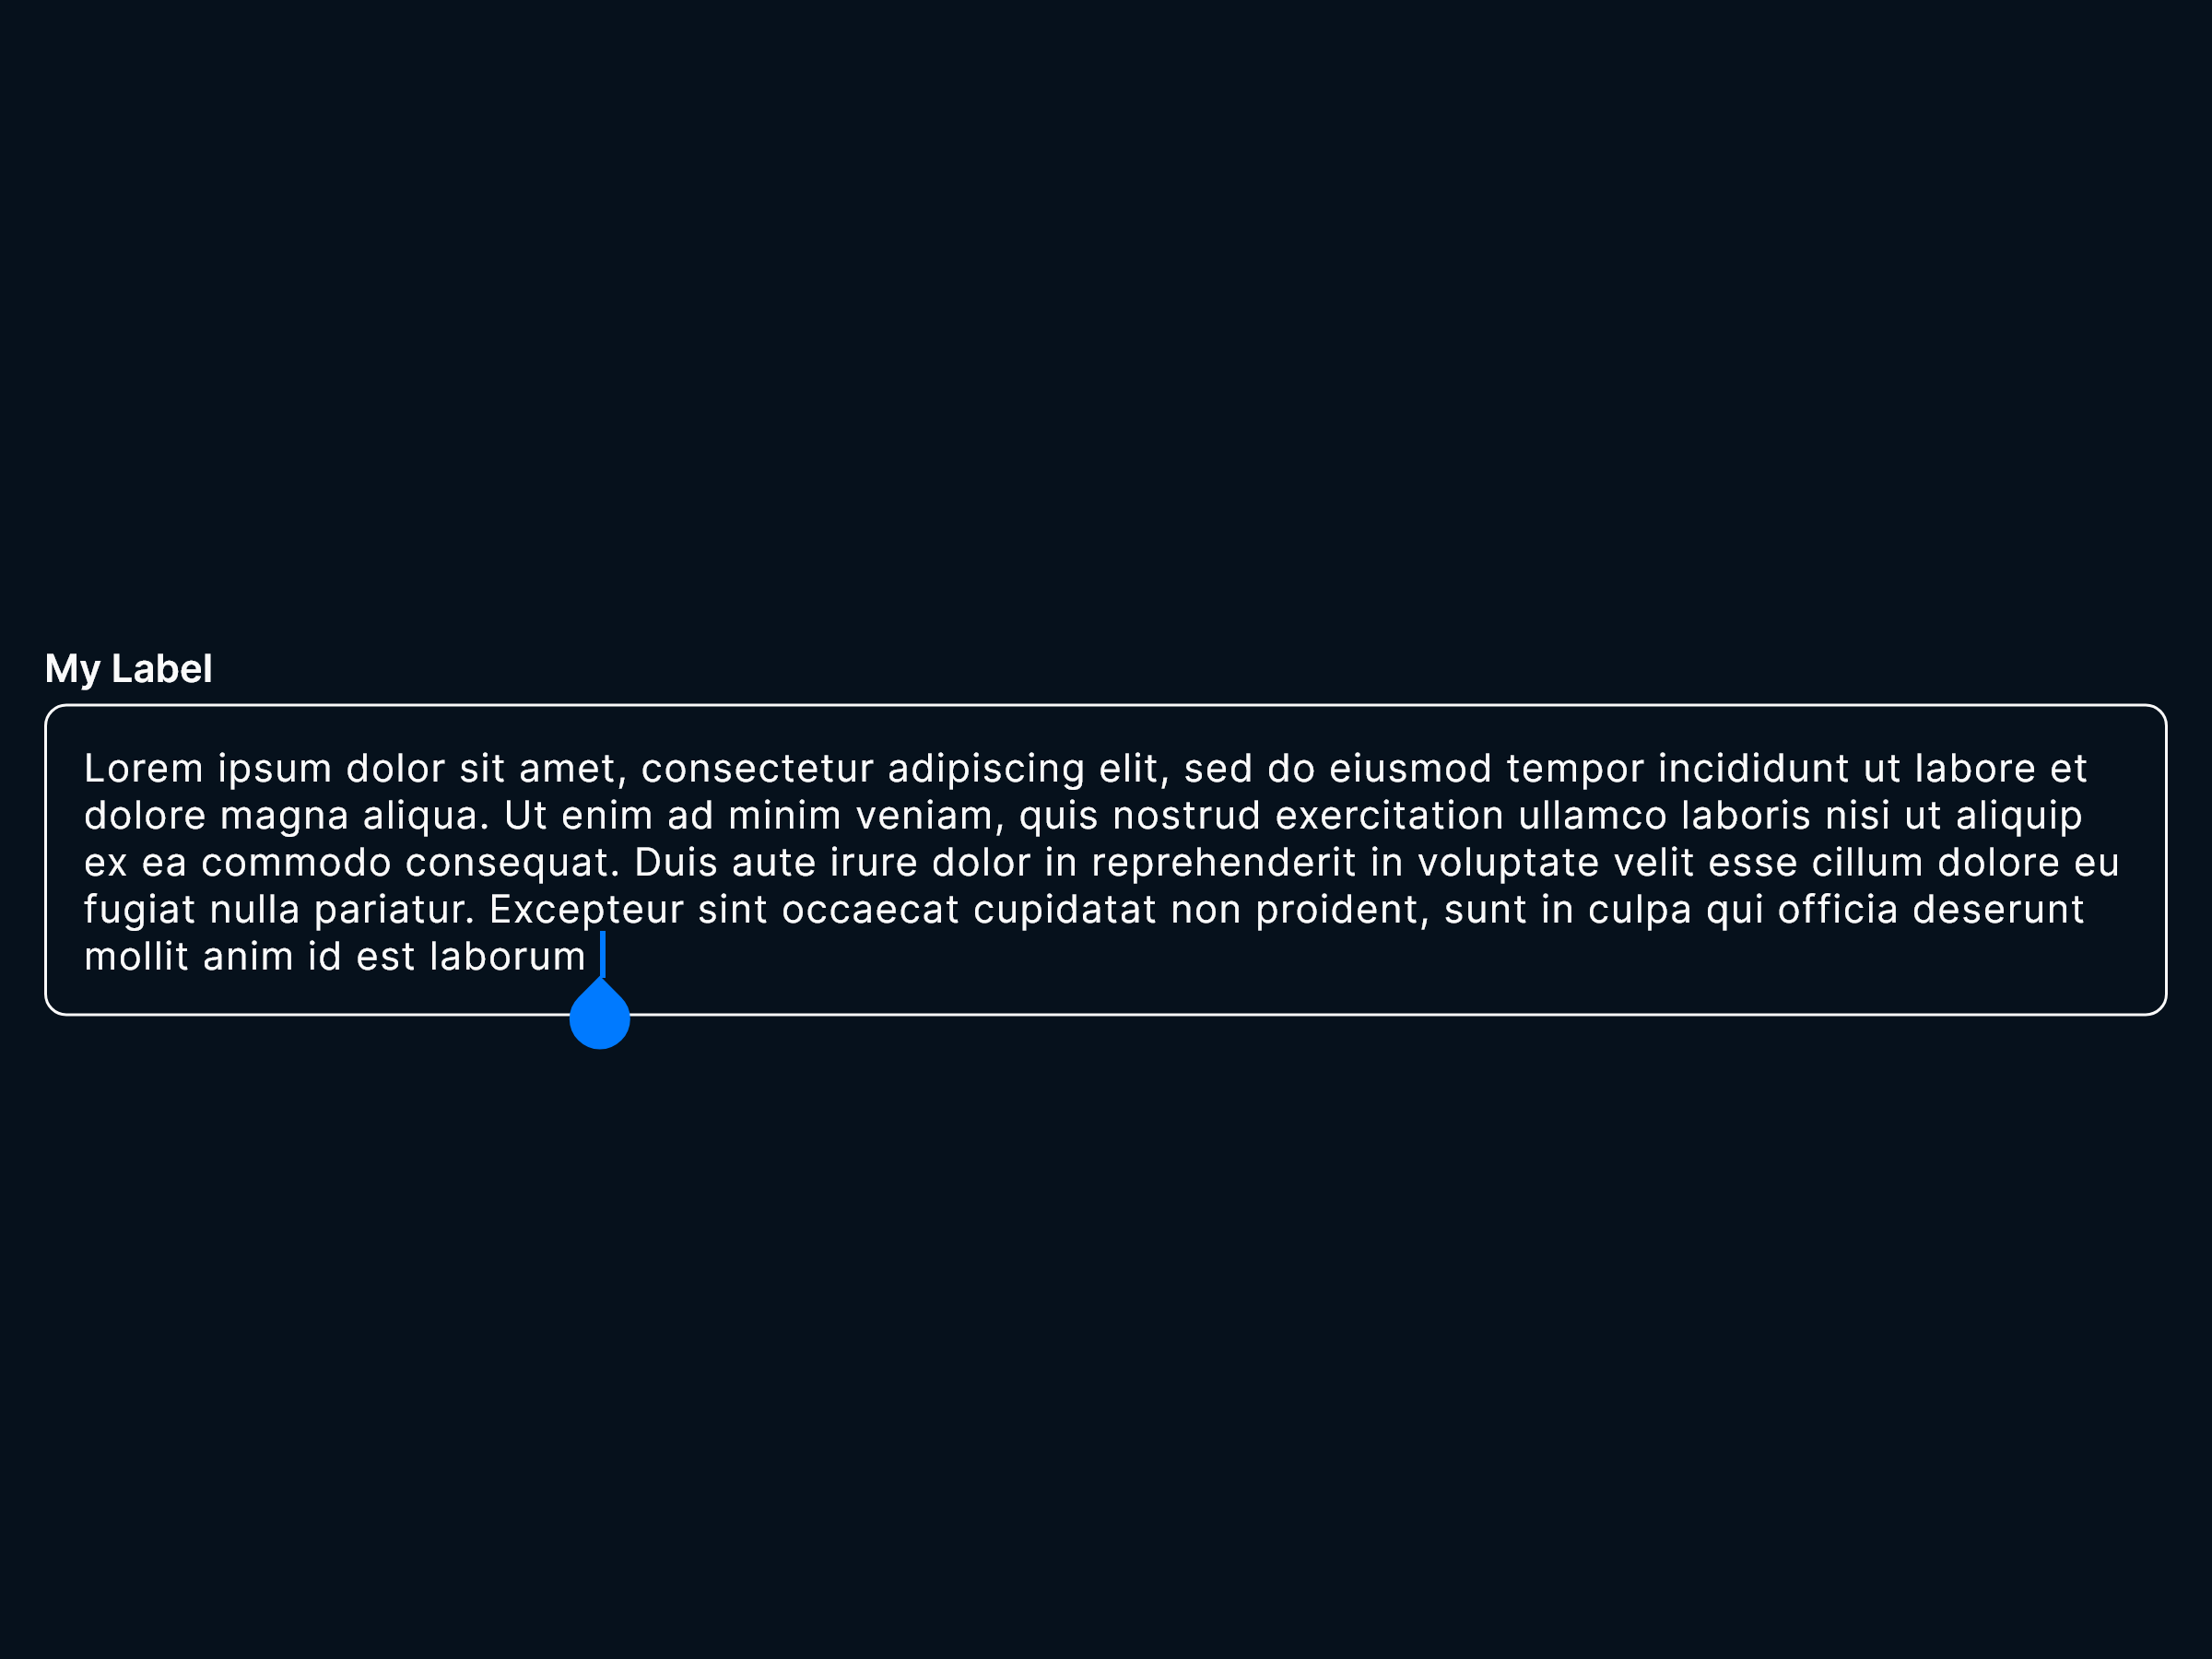 My Label
Lorem ipsum dolor sit amet, consectetur adipiscing elit, sed do eiusmod tempor incididunt ut labore et
dolore magna aliqua. Ut enim ad minim veniam, quis nostrud exercitation ullamco laboris nisi ut aliquip
ex ea commodo consequat. Duis aute irure dolor in reprehenderit in voluptate velit esse cillum dolore eu
fugiat nulla pariatur. Excepteur sint occaecat cupidatat non proident, sunt in culpa qui officia deserunt
mollit anim id est laborum